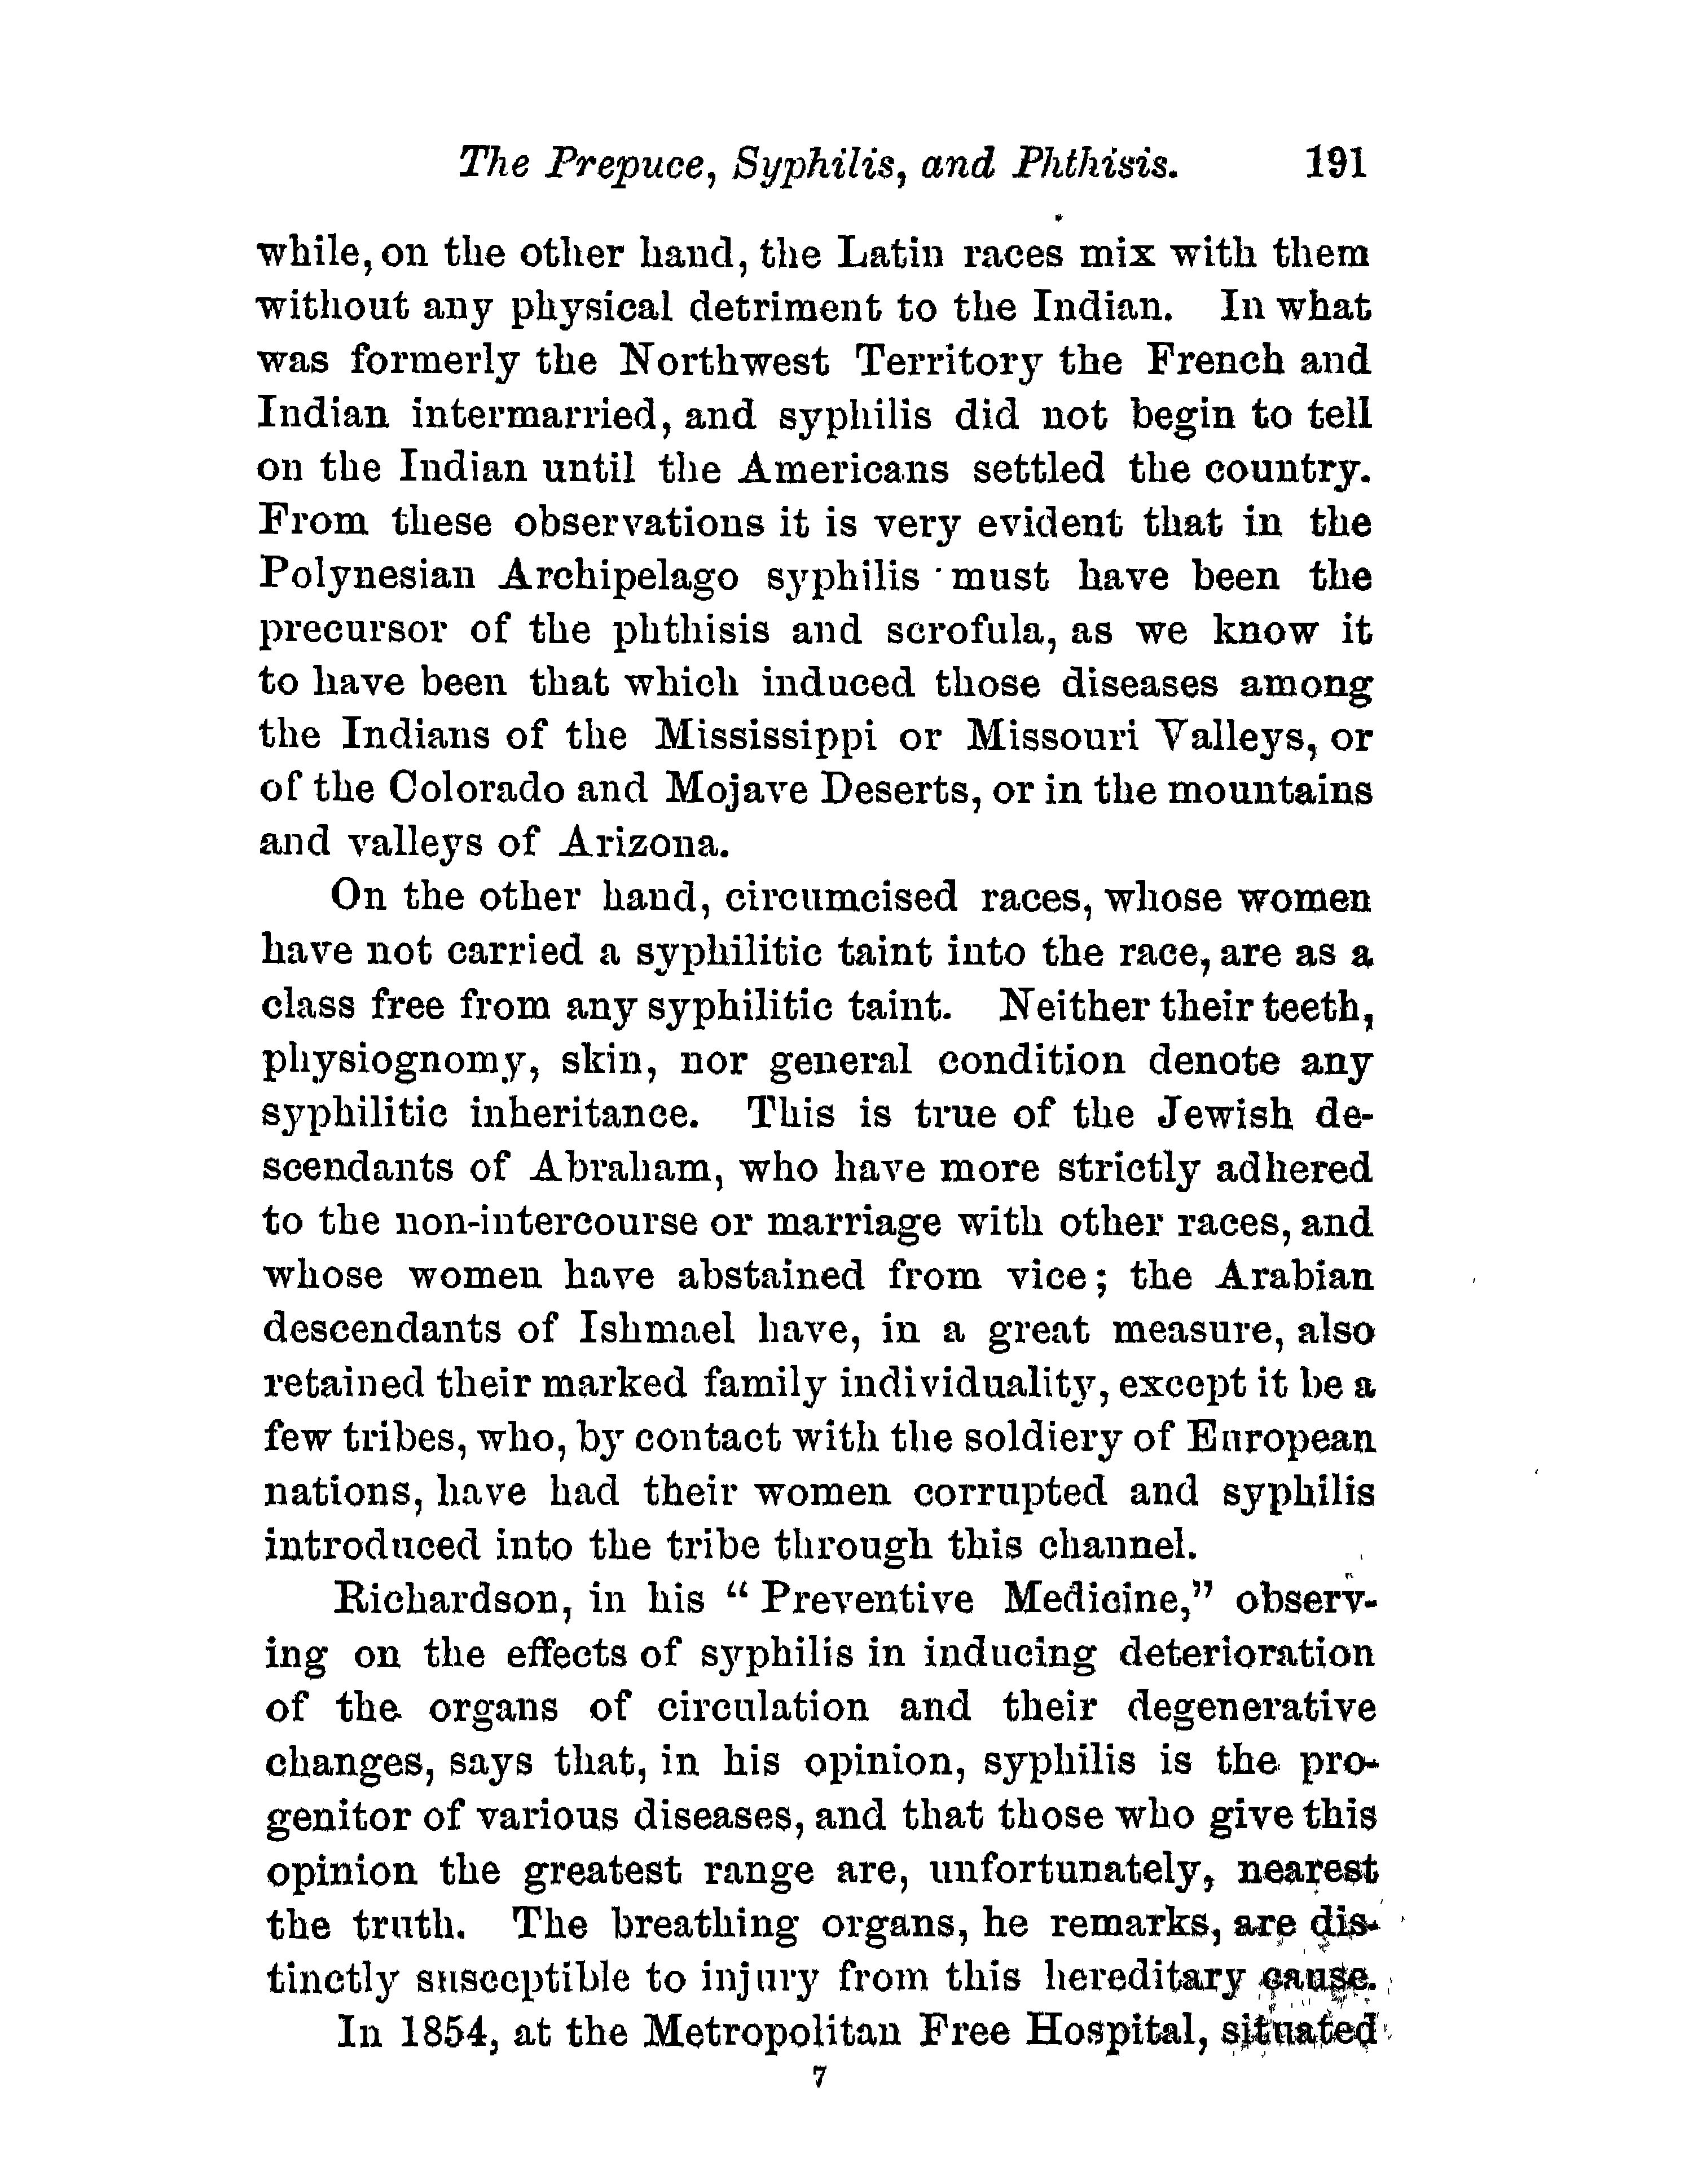 The Prepuce, Syphilis, and Phthisis. 191
while, on the other hand, the Latin races mix with them
without any physical detriment to the Indian. In what
was formerly the Northwest Territory the French and
Indian intermarried, and syphilis did not begin to tell
on the Indian until the Americans settled the country.
From these observations it is very evident that in the
Polynesian Archipelago syphilis must have been the
precursor of the phthisis and scrofula, as we know it
to have been that which induced those diseases among
the Indians of the Mississippi or Missouri Valleys, or
of the Colorado and Mojave Deserts, or in the mountains
and valleys of Arizona.
On the other hand, circumcised races, whose women
have not carried a syphilitic taint into the race, are as a
class free from any syphilitic taint. Neither their teeth,
physiognomy, skin, nor general condition denote any
syphilitic inheritance. This is true of the Jewish de-
scendants of Abraham, who have more strictly adhered
to the non-intercourse or marriage with other races, and
whose women have abstained from vice; the Arabian
descendants of Ishmael have, in a great measure, also
retained their marked family individuality, except it be a
few tribes, who, by contact with the soldiery of European
nations, have had their women corrupted and syphilis
introduced into the tribe through this channel.
Richardson, in his "Preventive Medicine," observ-
ing on the effects of syphilis in inducing deterioration
of the organs of circulation and their degenerative
changes, says that, in his opinion, syphilis is the pro-
genitor of various diseases, and that those who give this
opinion the greatest range are, unfortunately, nearest
the truth. The breathing organs, he remarks, are dis-
tinctly susceptible to injury from this hereditary cause.
In 1854, at the Metropolitan Free Hospital, situated
7